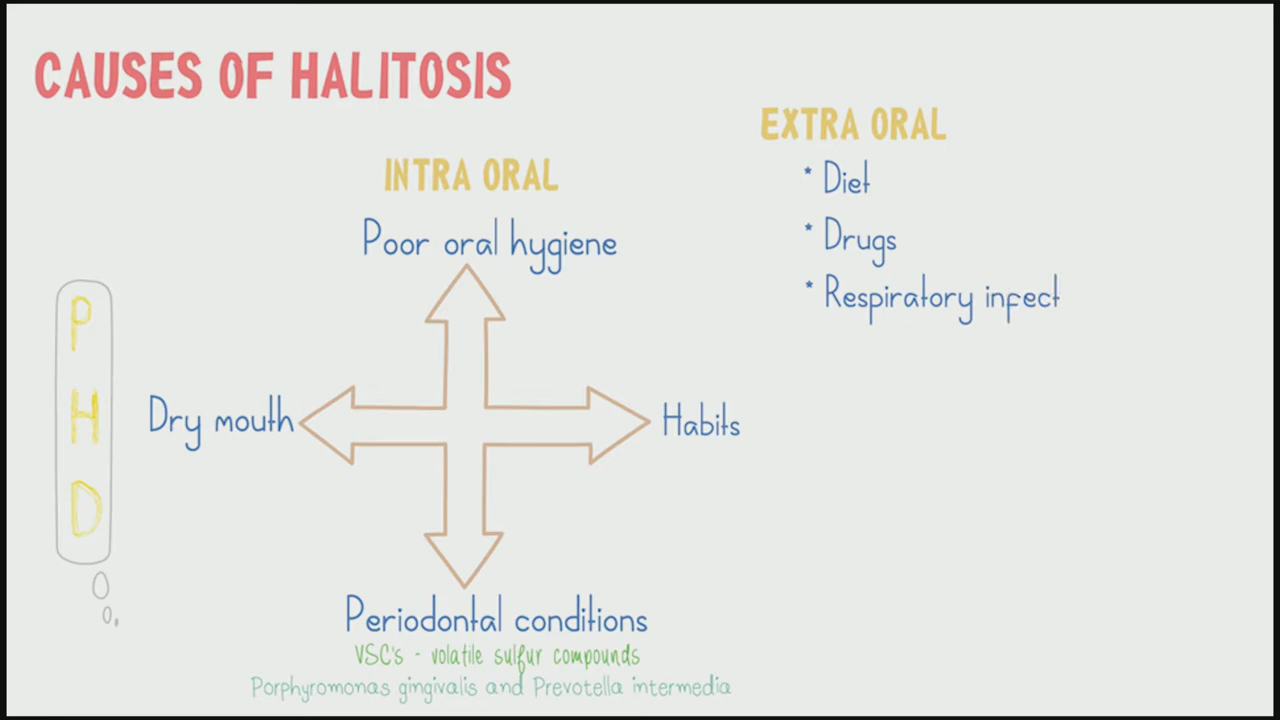 CAUSES OF HALITOSIS
INTRA ORAL
Poor oral hygiene
Dry mouth
Habits
Periodontal conditions
VSC's - volatile sulfur compounds
Porphyromonas gingivalis and Prevotella intermedia
EXTRA ORAL
* Diet
* Drugs
* Respiratory infect
P
H
D